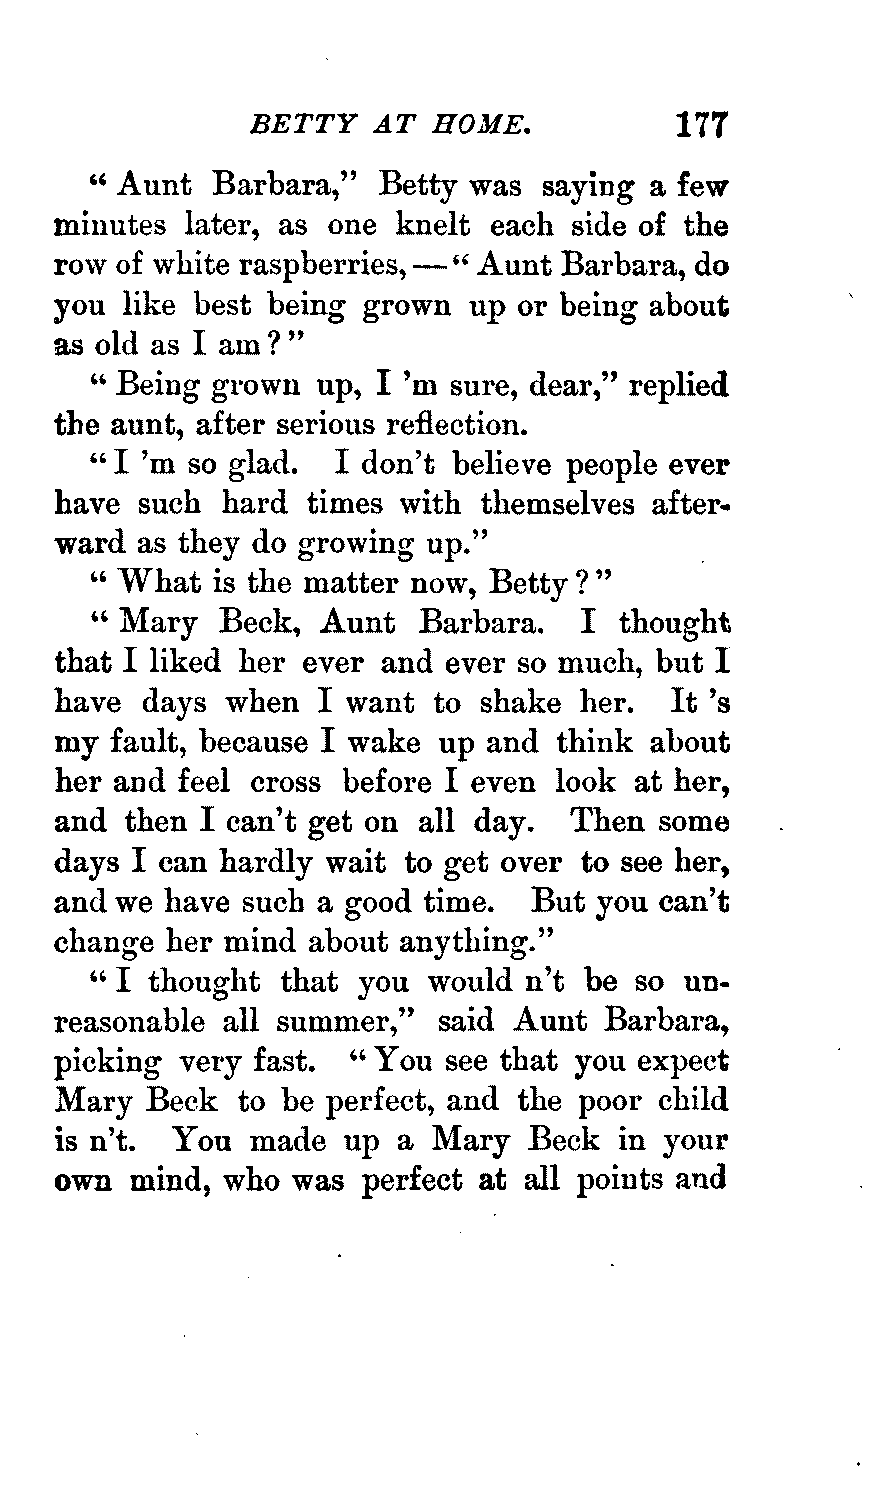 BETTY AT HOME. 177
“ Aunt Barbara,” Betty was saying a few
minutes later, as one knelt each side of the
row of white raspberries, — “ Aunt Barbara, do
you like best being grown up or being about
as old as I am ? ”
“ Being grown up, I ’m sure, dear,” replied
the aunt, after serious reflection.
“ I ’m so glad. I don’t believe people ever
have such hard times with themselves after-
ward as they do growing up.”
“ What is the matter now, Betty ? ”
“ Mary Beck, Aunt Barbara. I thought
that I liked her ever and ever so much, but I
have days when I want to shake her. It ’s
my fault, because I wake up and think about
her and feel cross before I even look at her,
and then I can’t get on all day. Then some
days I can hardly wait to get over to see her,
and we have such a good time. But you can’t
change her mind about anything.”
“ I thought that you would n’t be so un-
reasonable all summer,” said Aunt Barbara,
picking very fast. “ You see that you expect
Mary Beck to be perfect, and the poor child
is n’t. You made up a Mary Beck in your
own mind, who was perfect at all points and